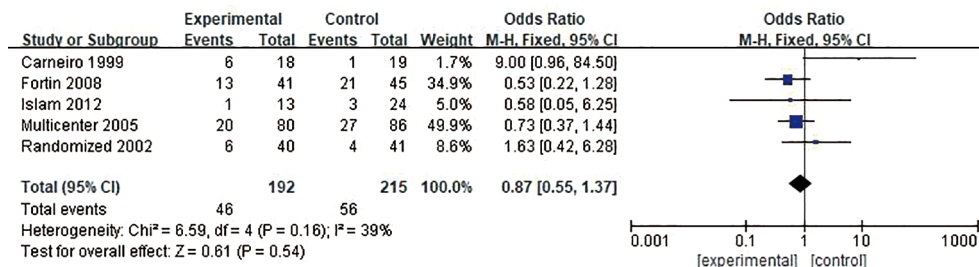 Experimental Control Odds Ratio Odds Ratio
Study or Subgroup Events Total Events Total Weight M-H, Fixed, 95% CI M-H, Fixed, 95% CI
Carneiro 1999 6 18 1 19 1.7% 9.00 [0.96, 84.50]
Fortin 2008 13 41 21 45 34.9% 0.53 [0.22, 1.28]
Islam 2012 1 13 3 24 5.0% 0.58 [0.05, 6.25]
Multicenter 2005 20 80 27 86 49.9% 0.73 [0.37, 1.44]
Randomized 2002 6 40 4 41 8.6% 1.63 [0.42, 6.28]
Total (95% CI) 192 215 100.0% 0.87 [0.55, 1.37]
Total events 46 56
Heterogeneity: Chi² = 6.59, df = 4 (P = 0.16); I² = 39%
Test for overall effect: Z = 0.61 (P = 0.54)
0.001 0.1 1 10 1000
[experimental] [control]